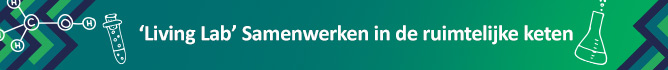 ‘Living Lab’ Samenwerken in de ruimtelijke keten
H
C
O
H
H